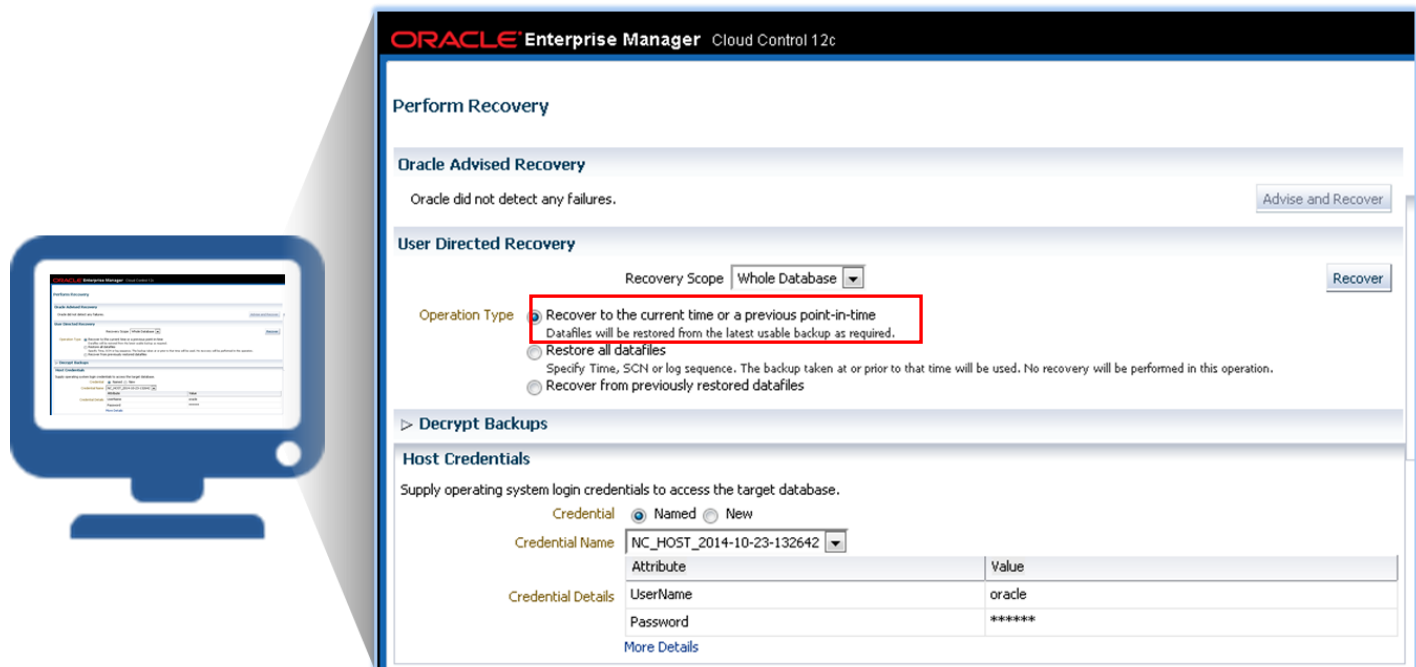 ORACLE Enterprise Manager Cloud Control 12c
Perform Recovery
Oracle Advised Recovery
Oracle did not detect any failures.
Advise and Recover
User Directed Recovery
Recovery Scope Whole Database
Recover
Operation Type Recover to the current time or a previous point-in-time
Datafiles will be restored from the latest usable backup as required.
Restore all datafiles
Specify Time, SCN or log sequence. The backup taken at or prior to that time will be used. No recovery will be performed in this operation.
Recover from previously restored datafiles
Decrypt Backups
Host Credentials
Supply operating system login credentials to access the target database.
Credential Named New
Credential Name NC_HOST_2014-10-23-132642
Attribute Value
Credential Details UserName oracle
Password ******
More Details